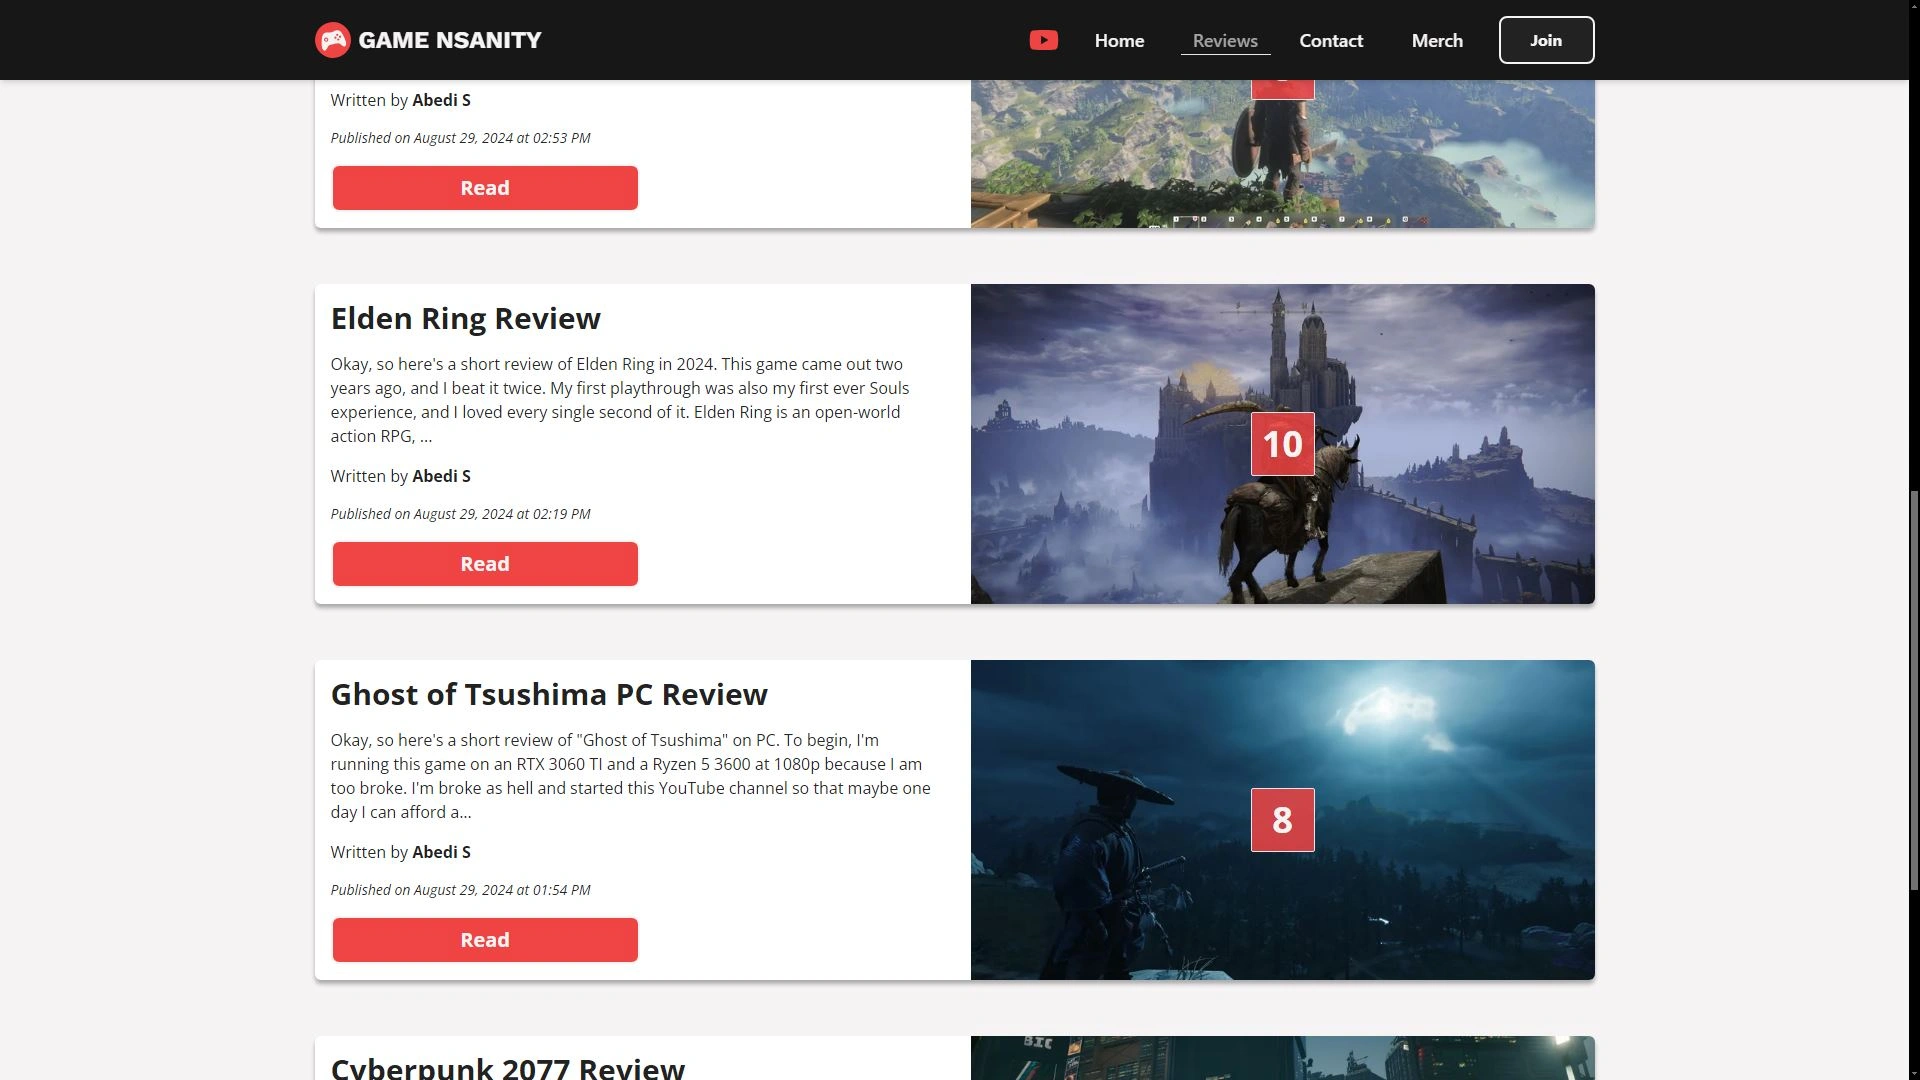 GAME NSANITY
Home
Reviews
Contact
Merch
Join
Written by Abedi S
Published on August 29, 2024 at 02:53 PM
Read
Elden Ring Review
Okay, so here's a short review of Elden Ring in 2024. This game came out two
years ago, and I beat it twice. My first playthrough was also my first ever Souls
experience, and I loved every single second of it. Elden Ring is an open-world
action RPG, ...
Written by Abedi S
Published on August 29, 2024 at 02:19 PM
Read
10
Ghost of Tsushima PC Review
Okay, so here's a short review of "Ghost of Tsushima" on PC. To begin, I'm
running this game on an RTX 3060 TI and a Ryzen 5 3600 at 1080p because I am
too broke. I'm broke as hell and started this YouTube channel so that maybe one
day I can afford a...
Written by Abedi S
Published on August 29, 2024 at 01:54 PM
Read
8
Cyberpunk 2077 Review